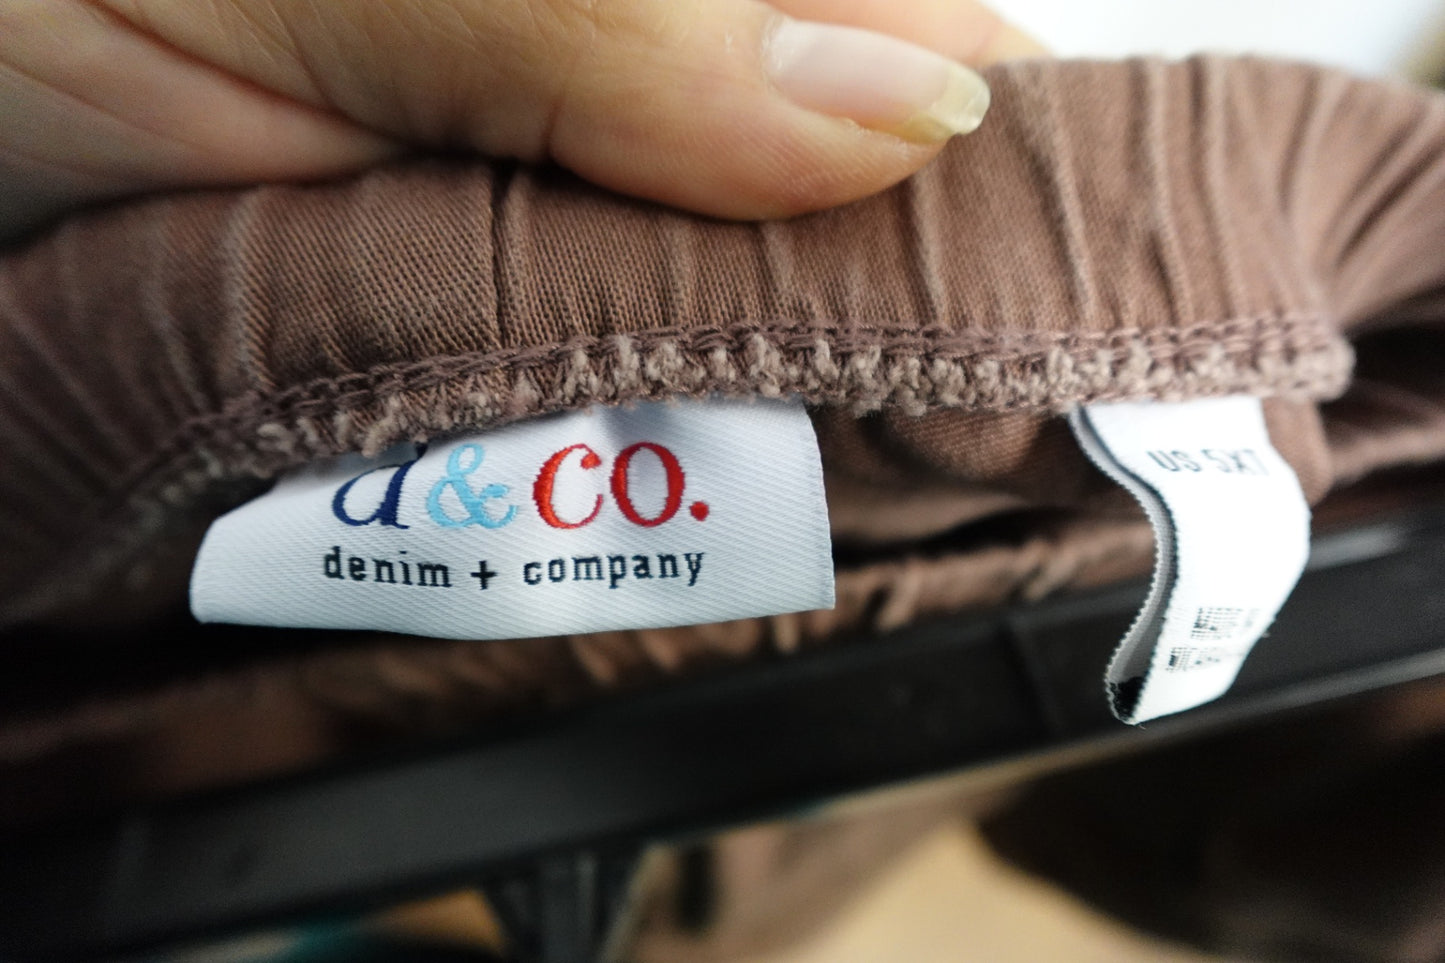 d&co.
denim + company
US 5XT